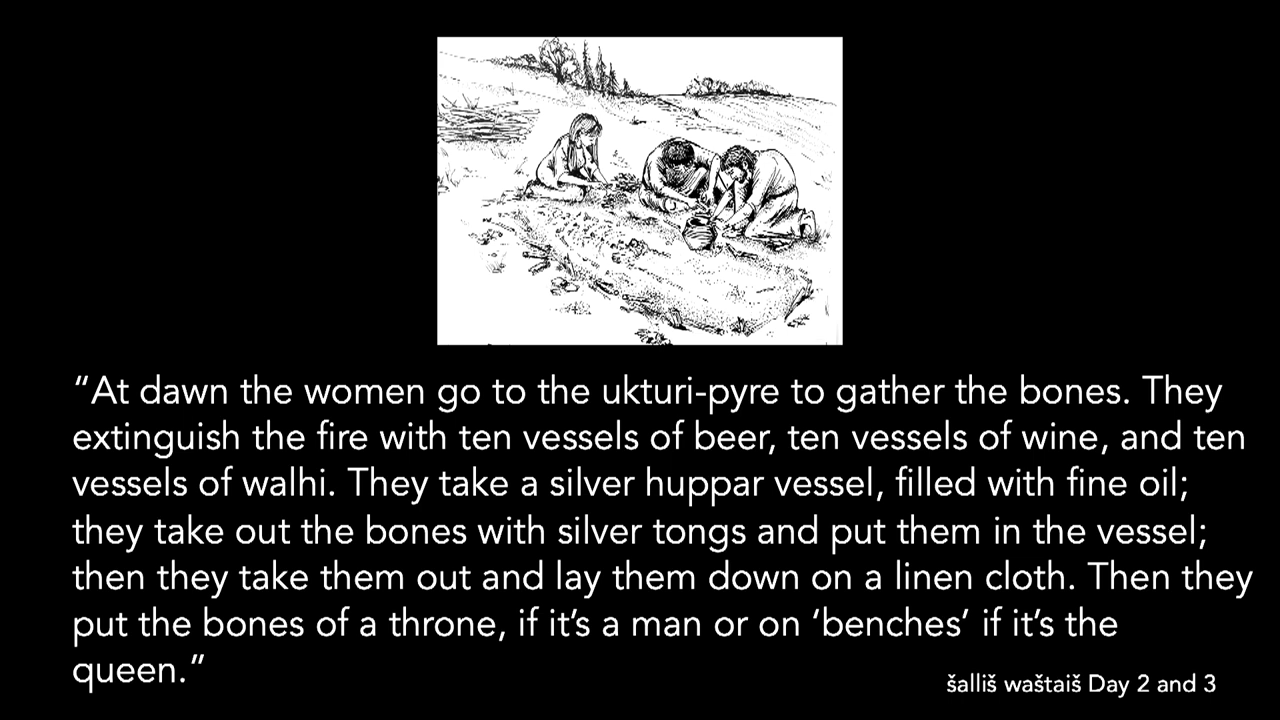 “At dawn the women go to the ukturi-pyre to gather the bones. They
extinguish the fire with ten vessels of beer, ten vessels of wine, and ten
vessels of walhi. They take a silver huppar vessel, filled with fine oil;
they take out the bones with silver tongs and put them in the vessel;
then they take them out and lay them down on a linen cloth. Then they
put the bones of a throne, if it’s a man or on ‘benches’ if it’s the
queen.”
šalliš waštaiš Day 2 and 3